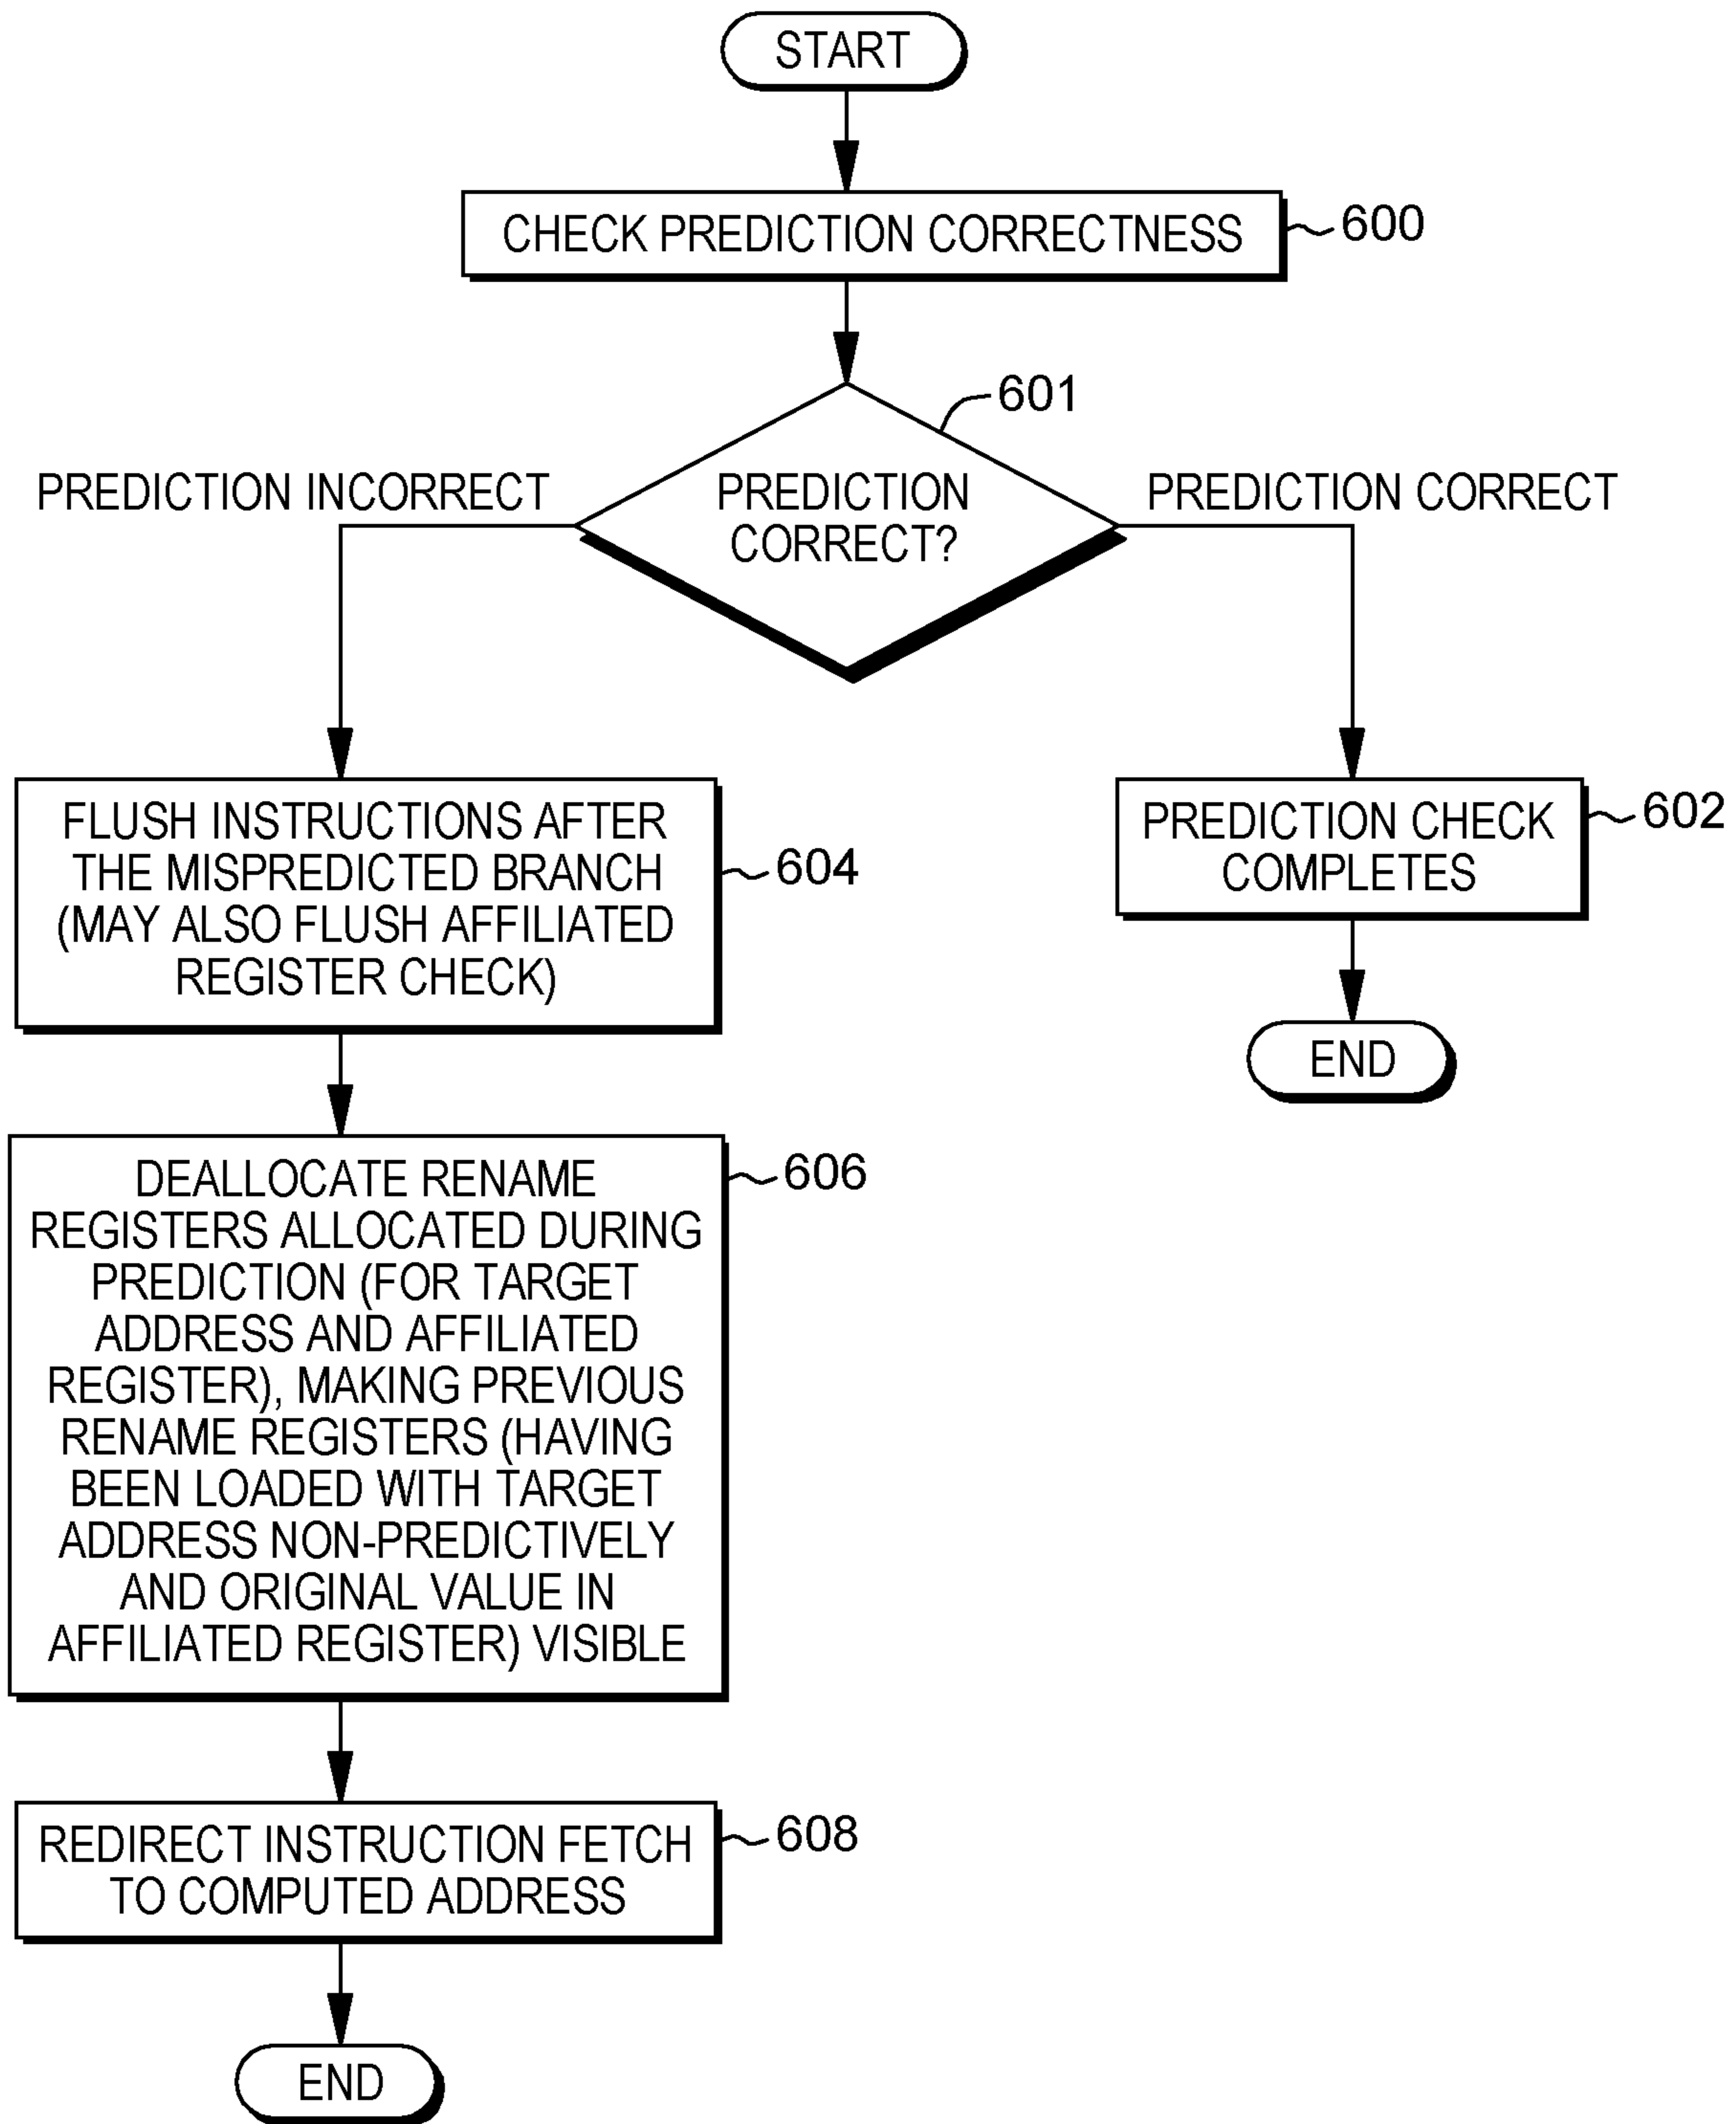 START
CHECK PREDICTION CORRECTNESS
600
601
PREDICTION INCORRECT
PREDICTION
CORRECT?
PREDICTION CORRECT
FLUSH INSTRUCTIONS AFTER
THE MISPREDICTED BRANCH
(MAY ALSO FLUSH AFFILIATED
REGISTER CHECK)
604
PREDICTION CHECK
COMPLETES
602
END
DEALLOCATE RENAME
REGISTERS ALLOCATED DURING
PREDICTION (FOR TARGET
ADDRESS AND AFFILIATED
REGISTER), MAKING PREVIOUS
RENAME REGISTERS (HAVING
BEEN LOADED WITH TARGET
ADDRESS NON-PREDICTIVELY
AND ORIGINAL VALUE IN
AFFILIATED REGISTER) VISIBLE
606
REDIRECT INSTRUCTION FETCH
TO COMPUTED ADDRESS
608
END